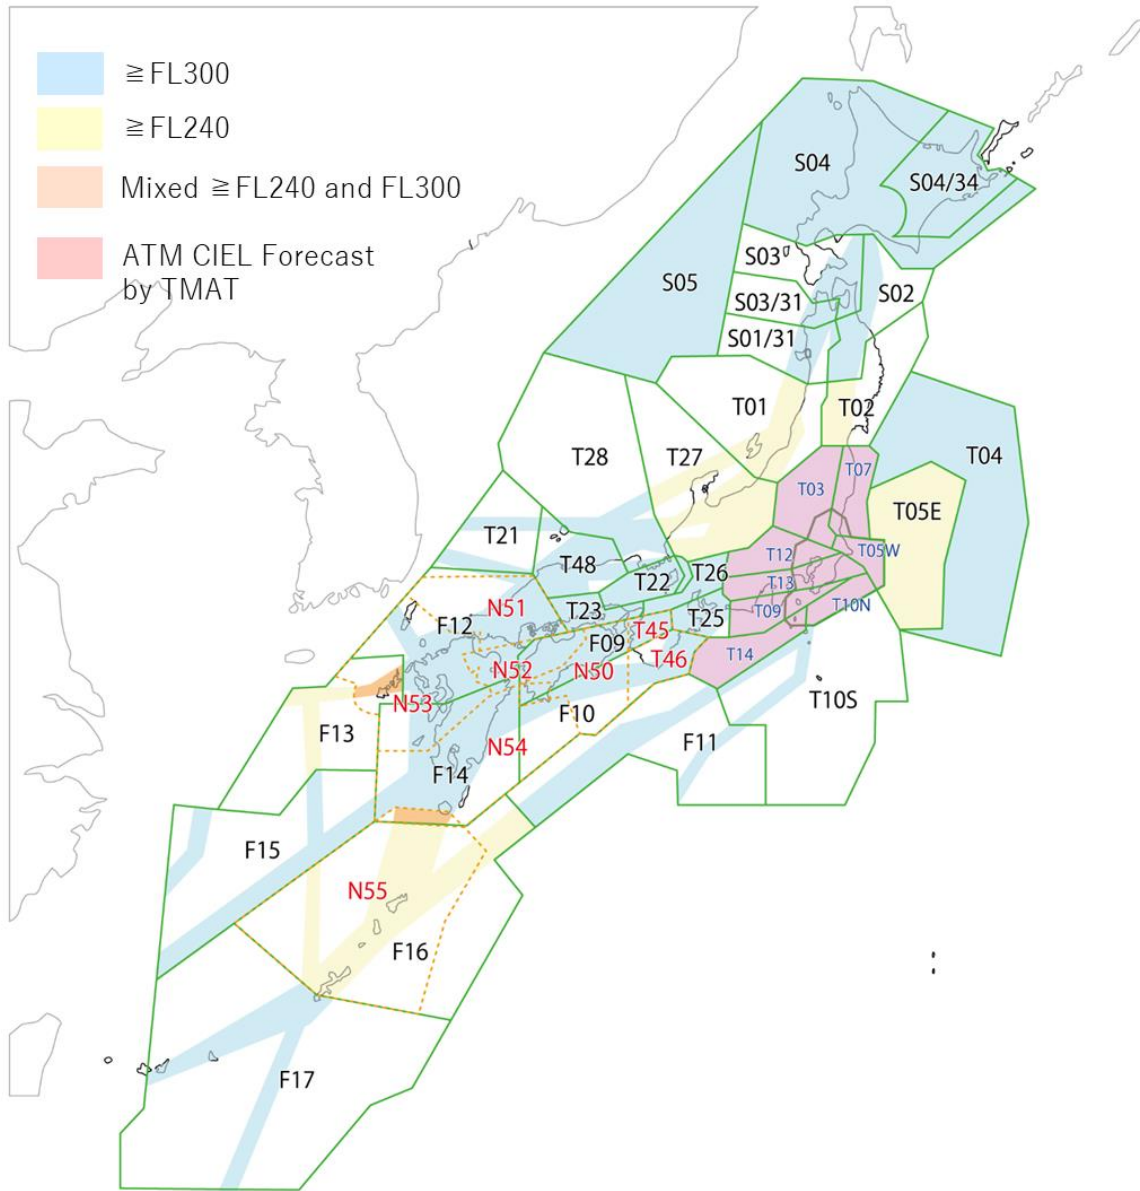 ≧FL300
≧FL240
Mixed ≧FL240 and FL300
ATM CIEL Forecast
by TMAT
S04
S04/34
S03
S05
S03/31
S02
S01/31
T01
T02
T28
T27
T07
T04
T03
T05E
T21
T12
T05W
T48
T26
T22
T13
N51
T23
T09
T10N
F12
F09
T45
T25
T46
T14
N52
N50
T10S
N53
F10
F13
N54
F11
F14
F15
N55
F16
F17